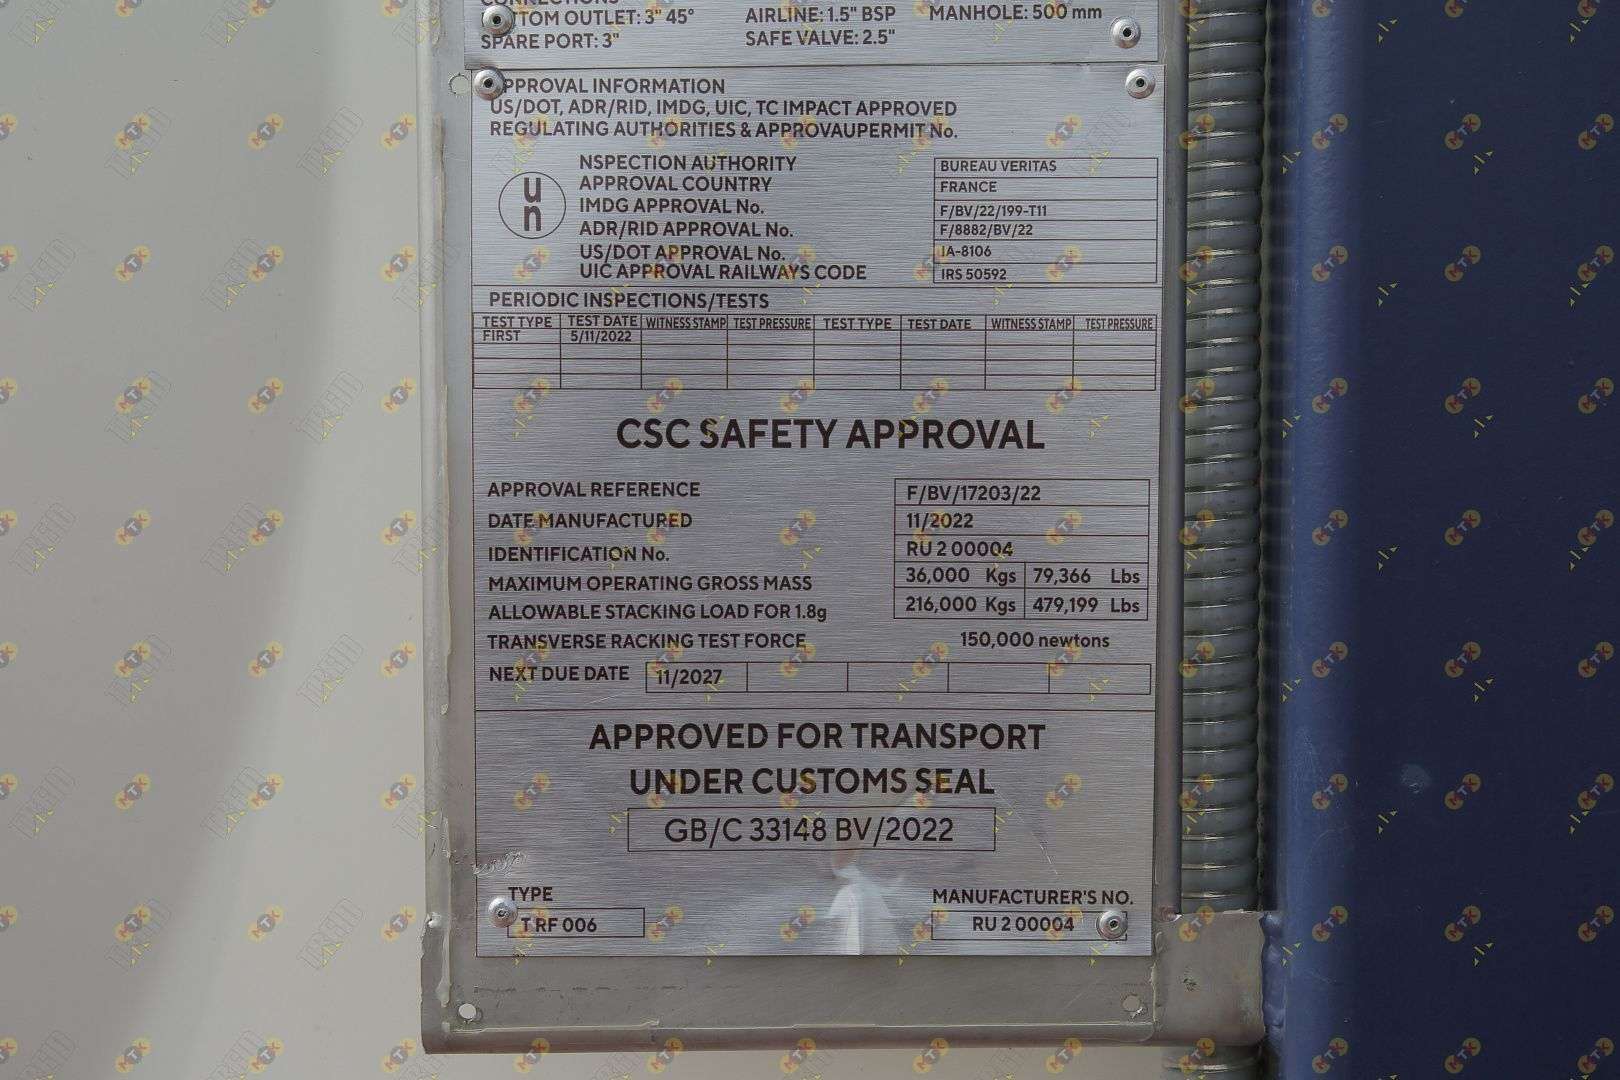 TOM OUTLET: 3" 45° AIRLINE: 1.5" BSP MANHOLE: 500 mm
SPARE PORT: 3" SAFE VALVE: 2.5"
PPROVAL INFORMATION
US/DOT, ADR/RID, IMDG, UIC, TC IMPACT APPROVED
REGULATING AUTHORITIES & APPROVAUPERMIT No.
un
NSPECTION AUTHORITY BUREAU VERITAS
APPROVAL COUNTRY FRANCE
IMDG APPROVAL No. F/BV/22/199-T11
ADR/RID APPROVAL No. F/8882/BV/22
US/DOT APPROVAL No. IA-8106
UIC APPROVAL RAILWAYS CODE IRS 50592
PERIODIC INSPECTIONS/TESTS
TEST TYPE TEST DATE WITNESS STAMP TEST PRESSURE TEST TYPE TEST DATE WITNESS STAMP TEST PRESSURE
FIRST 5/11/2022
CSC SAFETY APPROVAL
APPROVAL REFERENCE F/BV/17203/22
DATE MANUFACTURED 11/2022
IDENTIFICATION No. RU 2 00004
MAXIMUM OPERATING GROSS MASS 36,000 Kgs 79,366 Lbs
ALLOWABLE STACKING LOAD FOR 1.8g 216,000 Kgs 479,199 Lbs
TRANSVERSE RACKING TEST FORCE 150,000 newtons
NEXT DUE DATE 11/2027
APPROVED FOR TRANSPORT
UNDER CUSTOMS SEAL
GB/C 33148 BV/2022
TYPE MANUFACTURER'S NO.
TRF 006 RU 2 00004